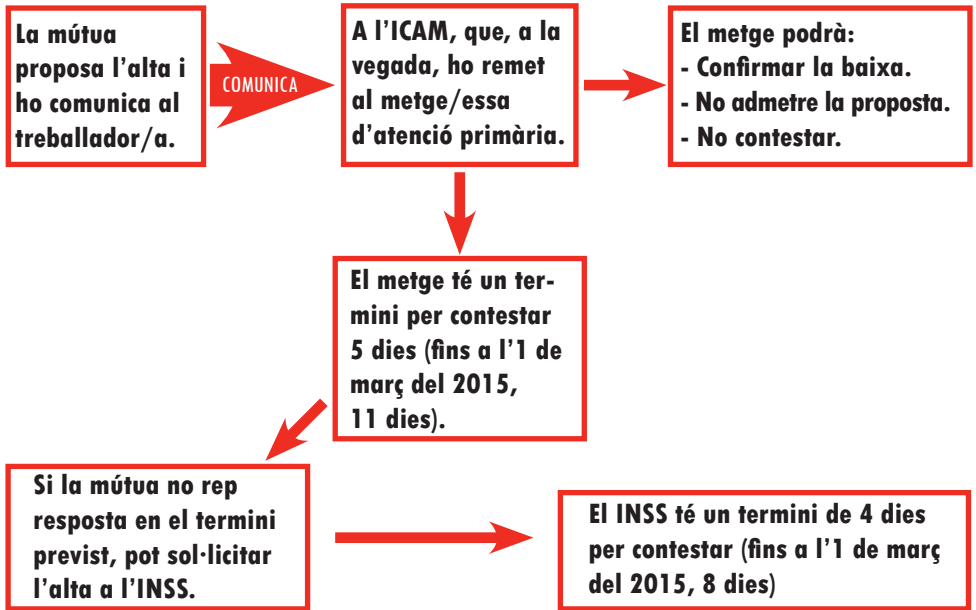 La mútua
proposa l'alta i
ho comunica al
treballador/a.
COMUNICA
A l'ICAM, que, a la
vegada, ho remet
al metge/essa
d'atenció primària.
El metge podrà:
- Confirmar la baixa.
- No admetre la proposta.
- No contestar.
El metge té un ter-
mini per contestar
5 dies (fins a l'1 de
març del 2015,
11 dies).
Si la mútua no rep
resposta en el termini
previst, pot sol·licitar
l'alta a l'INSS.
El INSS té un termini de 4 dies
per contestar (fins a l'1 de març
del 2015, 8 dies)